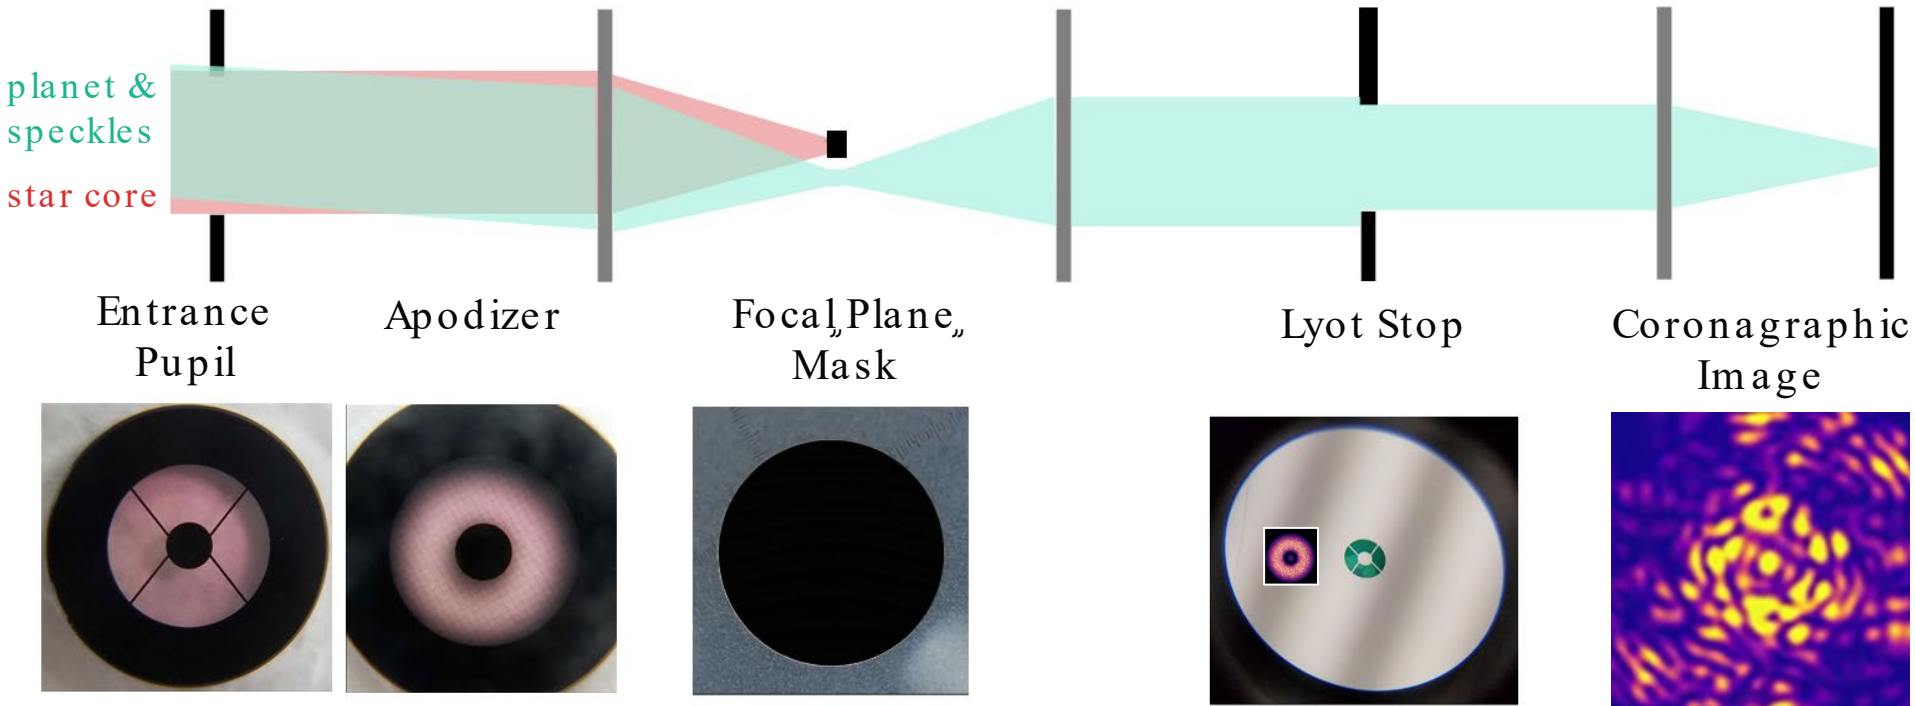 planet &
speckles
star core
Entrance
Pupil
Apodizer
Focal„Plane„
Mask
Lyot Stop
Coronagraphic
Image